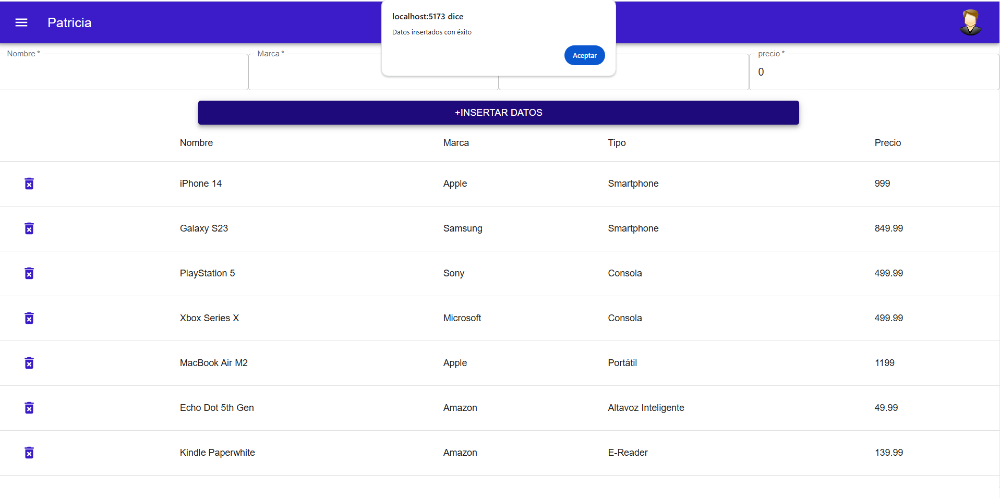 Patricia
localhost:5173 dice
Datos insertados con éxito
Aceptar
Nombre *
Marca *
precio *
0
+INSERTAR DATOS
Nombre Marca Tipo Precio
iPhone 14 Apple Smartphone 999
Galaxy S23 Samsung Smartphone 849.99
PlayStation 5 Sony Consola 499.99
Xbox Series X Microsoft Consola 499.99
MacBook Air M2 Apple Portátil 1199
Echo Dot 5th Gen Amazon Altavoz Inteligente 49.99
Kindle Paperwhite Amazon E-Reader 139.99